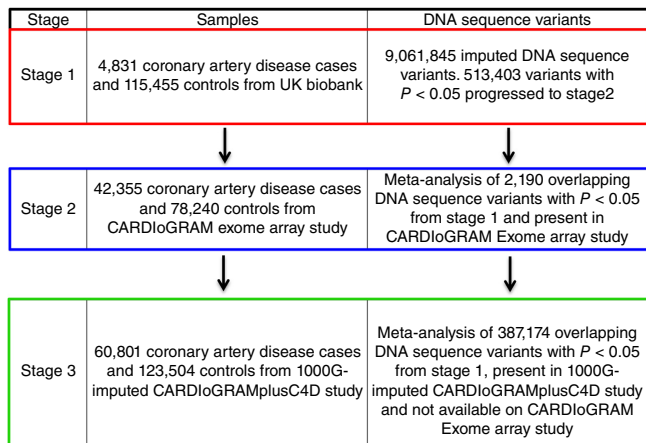 Stage
Samples
DNA sequence variants
Stage 1
4,831 coronary artery disease cases
and 115,455 controls from UK biobank
9,061,845 imputed DNA sequence
variants. 513,403 variants with
P < 0.05 progressed to stage2
Stage 2
42,355 coronary artery disease cases
and 78,240 controls from
CARDIoGRAM exome array study
Meta-analysis of 2,190 overlapping
DNA sequence variants with P < 0.05
from stage 1 and present in
CARDIoGRAM Exome array study
Stage 3
60,801 coronary artery disease cases
and 123,504 controls from 1000G-
imputed CARDIoGRAMplusC4D study
Meta-analysis of 387,174 overlapping
DNA sequence variants with P < 0.05
from stage 1, present in 1000G-
imputed CARDIoGRAMplusC4D study
and not available on CARDIoGRAM
Exome array study